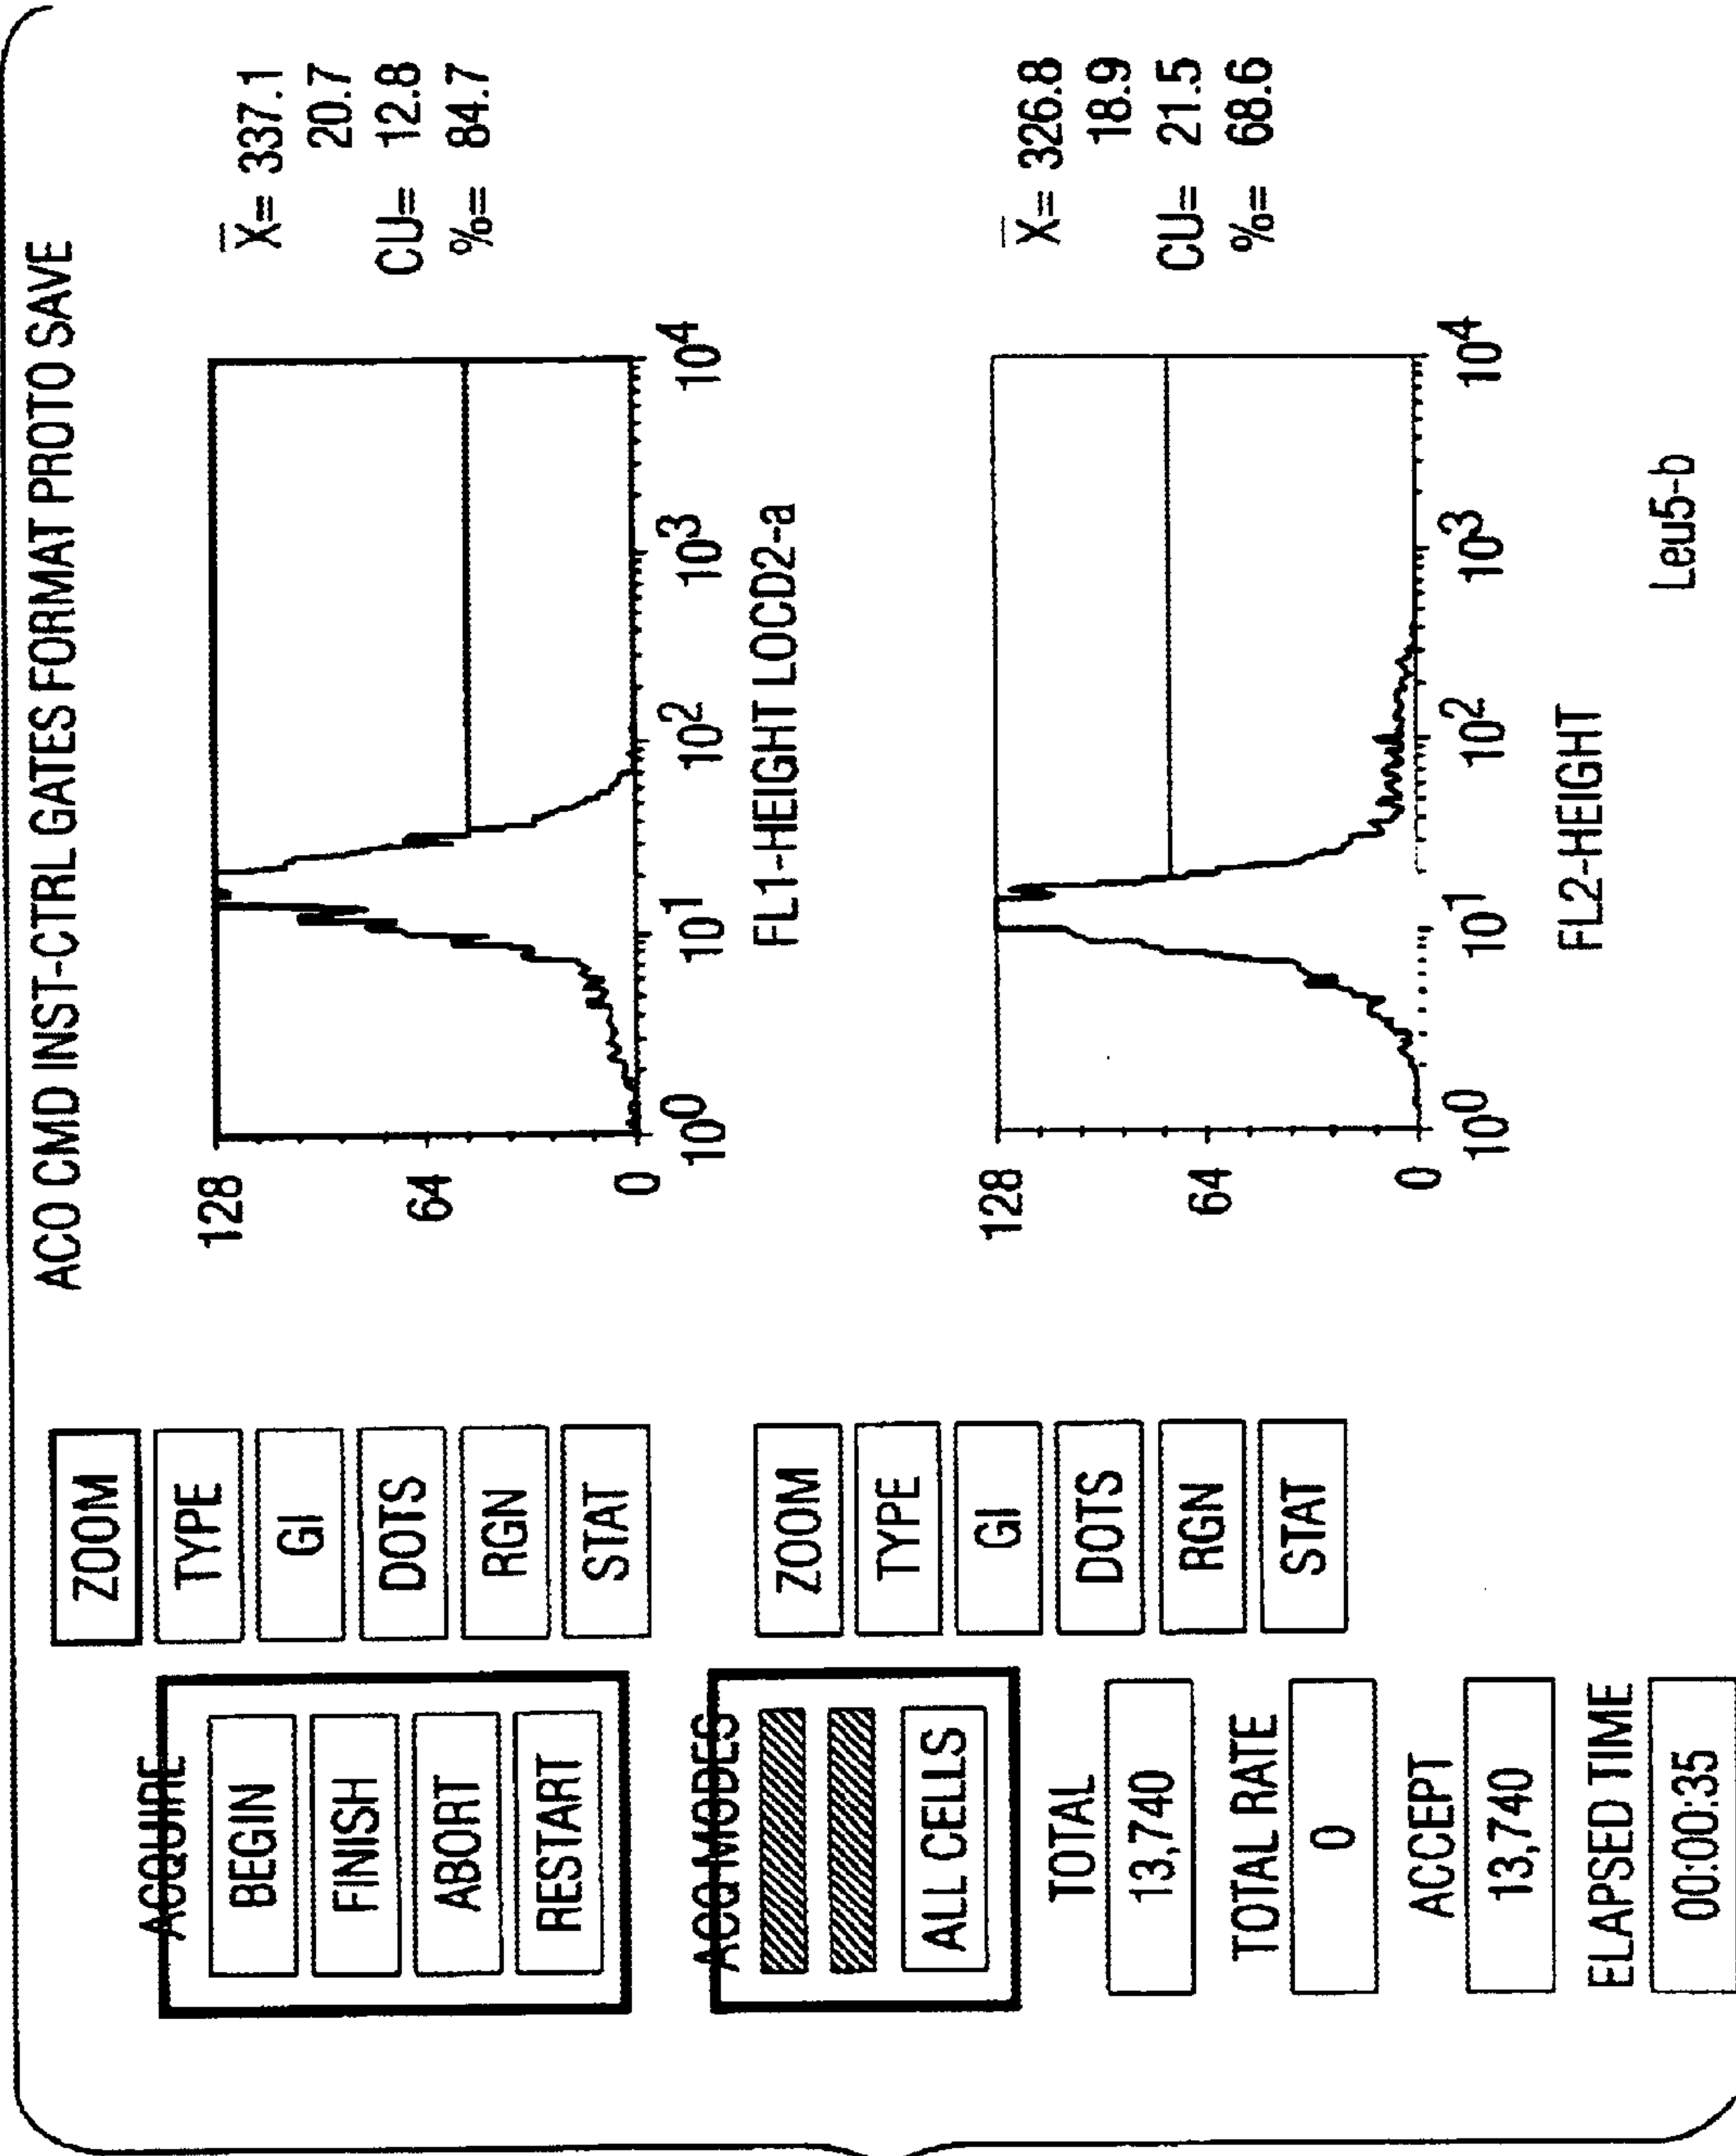 ACO CMD INST-CTRL GATES FORMAT PROTO SAVE
ACQUIRE
BEGIN
FINISH
ABORT
RESTART
ZOOM
TYPE
GI
DOTS
RGN
STAT
128
64
0
10^0 10^1 10^2 10^3 10^4
FL1-HEIGHT LOCD2-a
X̅= 337.1
20.7
CU= 12.8
%= 84.7
ACQ MODES
ALL CELLS
TOTAL
13,740
TOTAL RATE
0
ACCEPT
13,740
ELAPSED TIME
00:00:35
ZOOM
TYPE
GI
DOTS
RGN
STAT
128
64
0
10^0 10^1 10^2 10^3 10^4
FL2-HEIGHT
X̅= 326.8
18.9
CU= 21.5
%= 68.6
Leu5-b